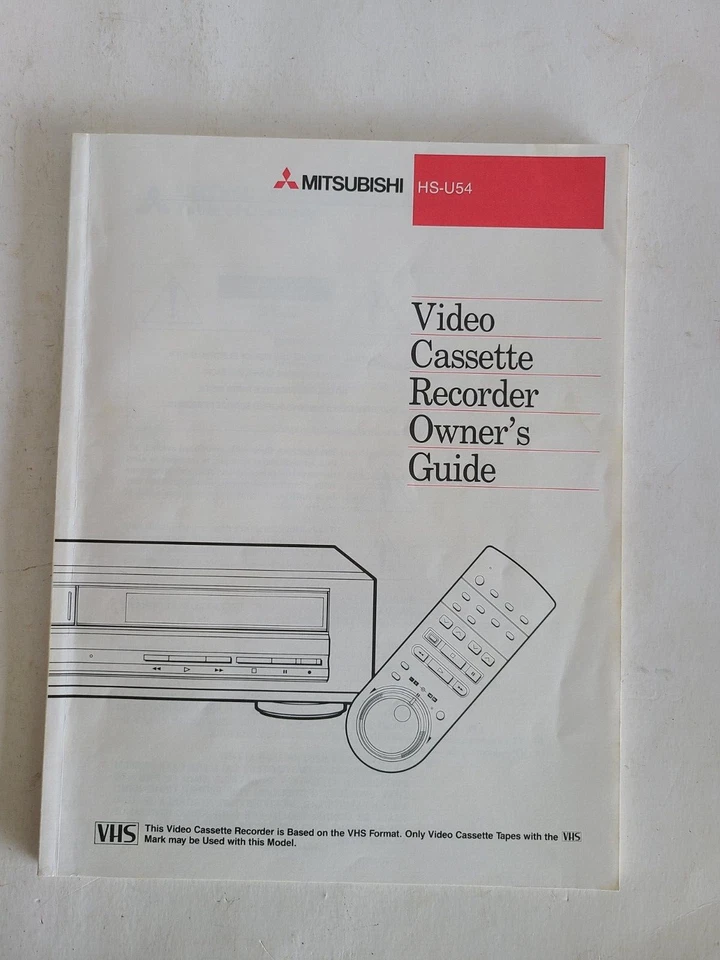 MITSUBISHI HS-U54
Video
Cassette
Recorder
Owner's
Guide
VHS This Video Cassette Recorder is Based on the VHS Format. Only Video Cassette Tapes with the VHS
Mark may be Used with this Model.